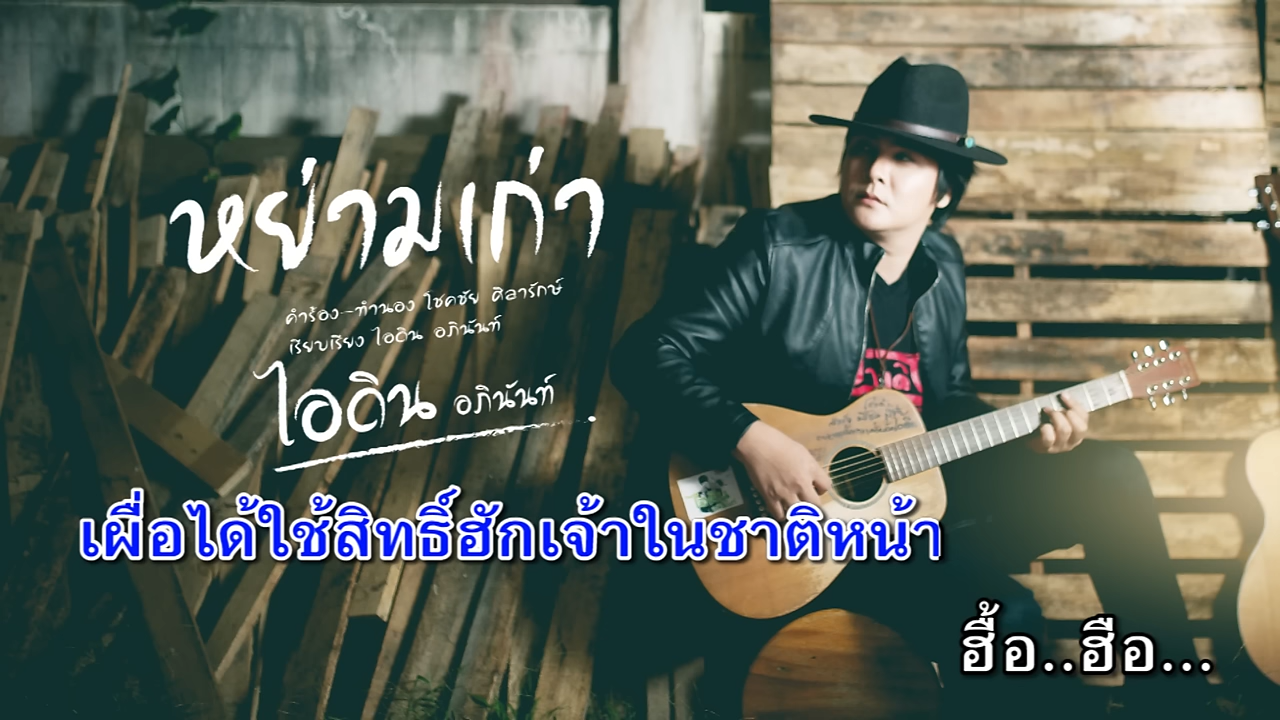 หย่ามเก่า
คำร้อง-ทำนอง โชคชัย ศิลารักษ์
เรียบเรียง ไอดิน อภินันท์
ไอดิน อภินันท์
เผื่อได้ใช้สิทธิ์ฮักเจ้าในชาติหน้า
ฮื้อ..ฮือ...